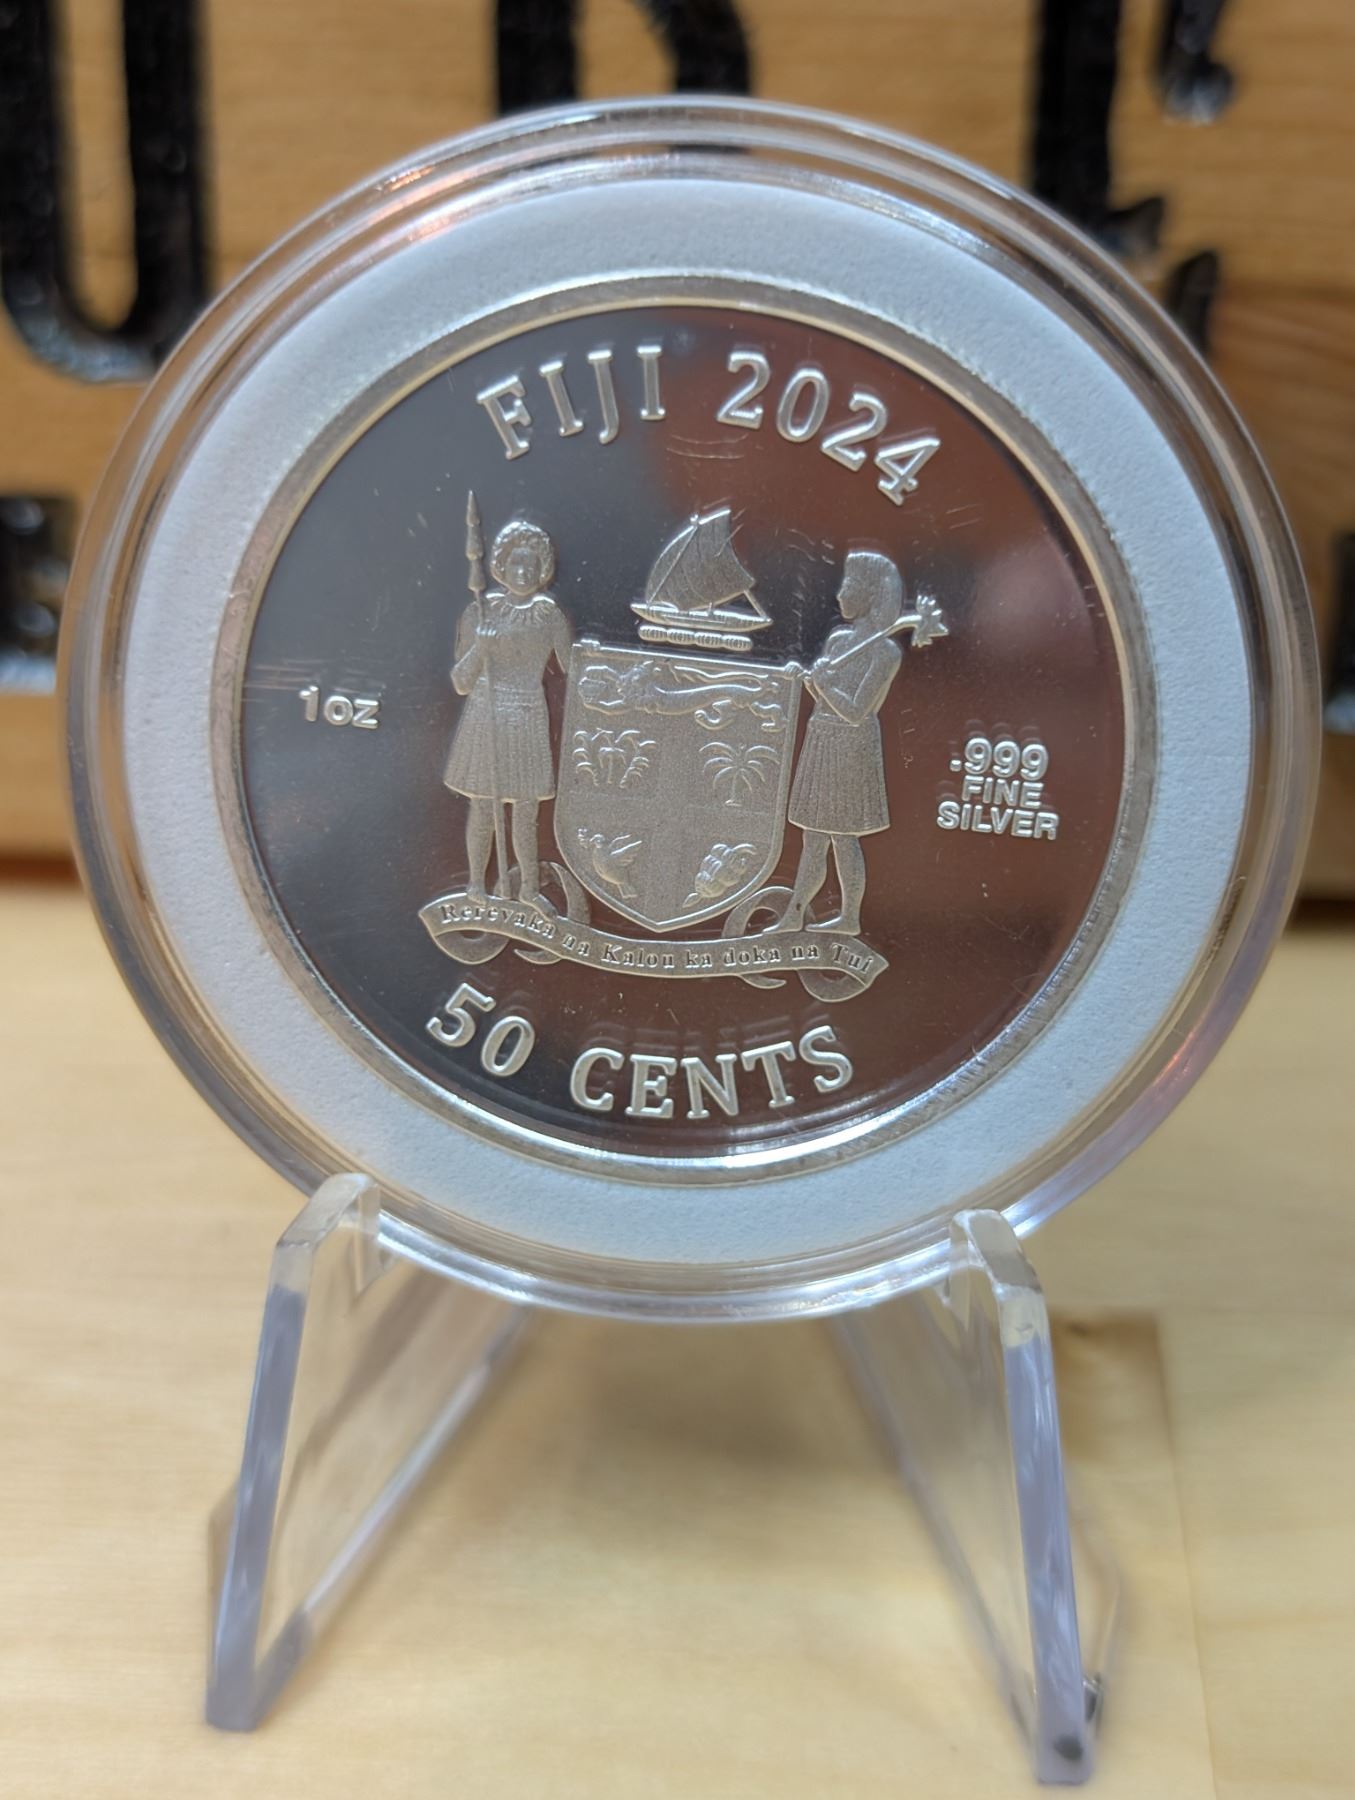 FIJI 2024
1oz
.999
FINE
SILVER
Rerevaka na Kalou ka doka na Tui
50 CENTS